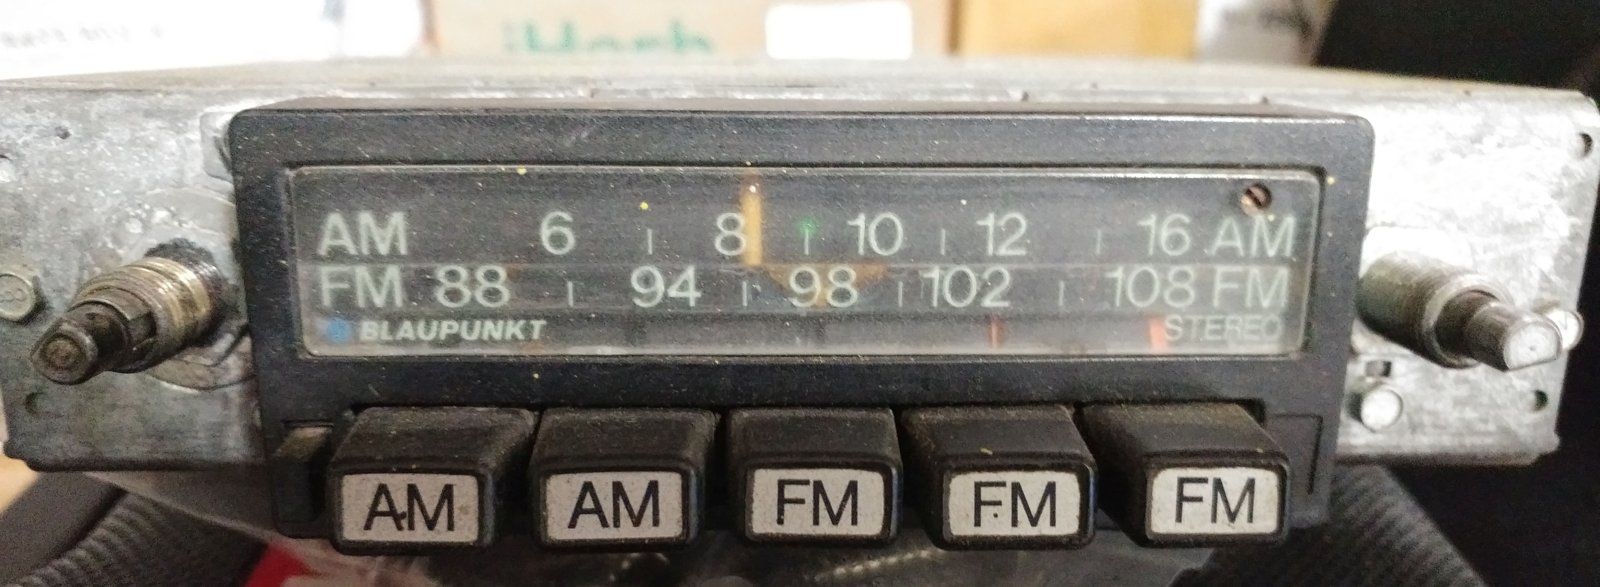 AM 6 8 10 12 16 AM
FM 88 94 98 102 108 FM
BLAUPUNKT STEREO
AM AM FM FM FM